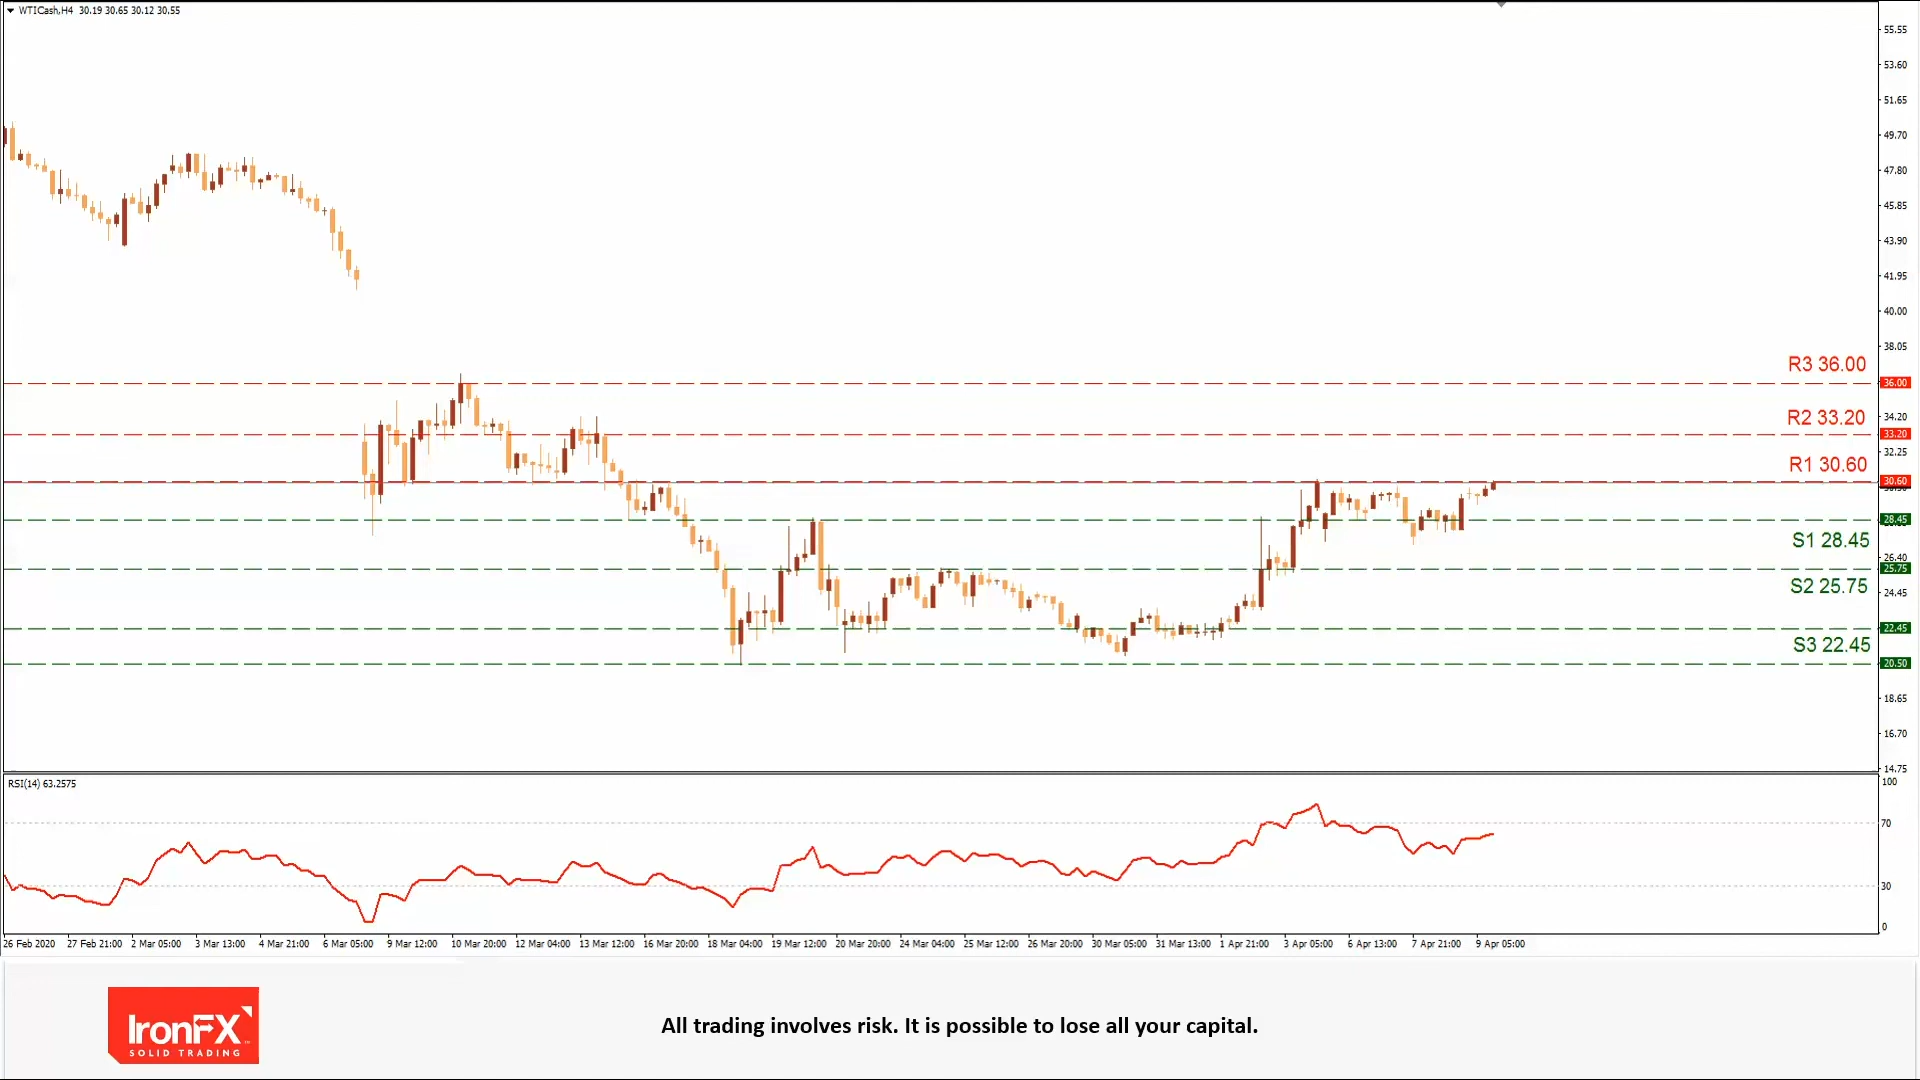 WTICash,H4 30.19 30.65 30.12 30.55
55.55
53.60
51.65
49.70
47.80
45.85
43.90
41.95
40.00
38.05
R3 36.00
36.00
R2 33.20
34.20
33.20
32.25
R1 30.60
30.60
28.45
S1 28.45
26.40
25.75
S2 25.75
24.45
22.45
S3 22.45
20.50
18.65
16.70
14.75
RSI(14) 63.2575
100
70
30
0
26 Feb 2020 27 Feb 21:00 2 Mar 05:00 3 Mar 13:00 4 Mar 21:00 6 Mar 05:00 9 Mar 12:00 10 Mar 20:00 12 Mar 04:00 13 Mar 12:00 16 Mar 20:00 18 Mar 04:00 19 Mar 12:00 20 Mar 20:00 24 Mar 04:00 25 Mar 12:00 26 Mar 20:00 30 Mar 05:00 31 Mar 13:00 1 Apr 21:00 3 Apr 05:00 6 Apr 13:00 7 Apr 21:00 9 Apr 05:00
IronFX
SOLID TRADING
All trading involves risk. It is possible to lose all your capital.